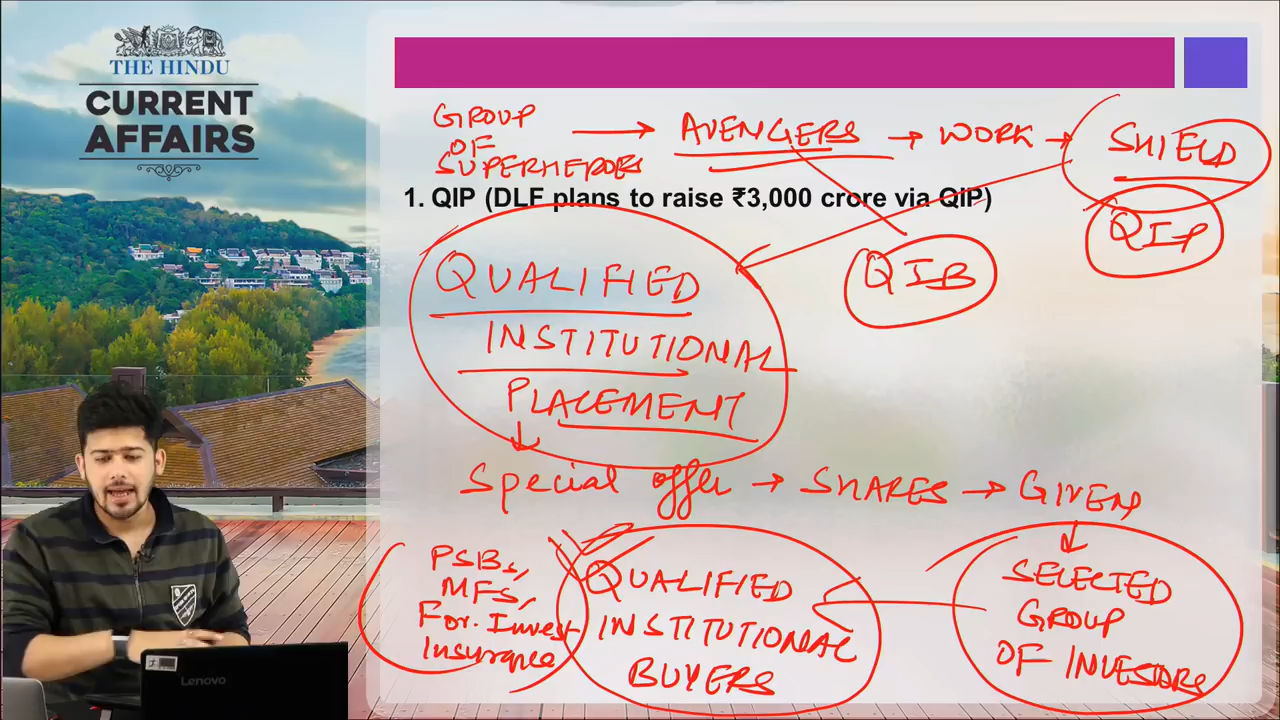 THE HINDU
CURRENT
AFFAIRS
GROUP
OF
SUPERHEROES
→ AVENGERS → WORK → SHIELD
1. QIP (DLF plans to raise ₹3,000 crore via QIP)
QIP
QIB
QUALIFIED
INSTITUTIONAL
PLACEMENT
Special offer → SHARES → GIVEN
PSBs,
MFS,
For. Invest
Insurance
QUALIFIED
INSTITUTIONAL
BUYERS
SELECTED
GROUP
OF INVESTORS
Lenovo